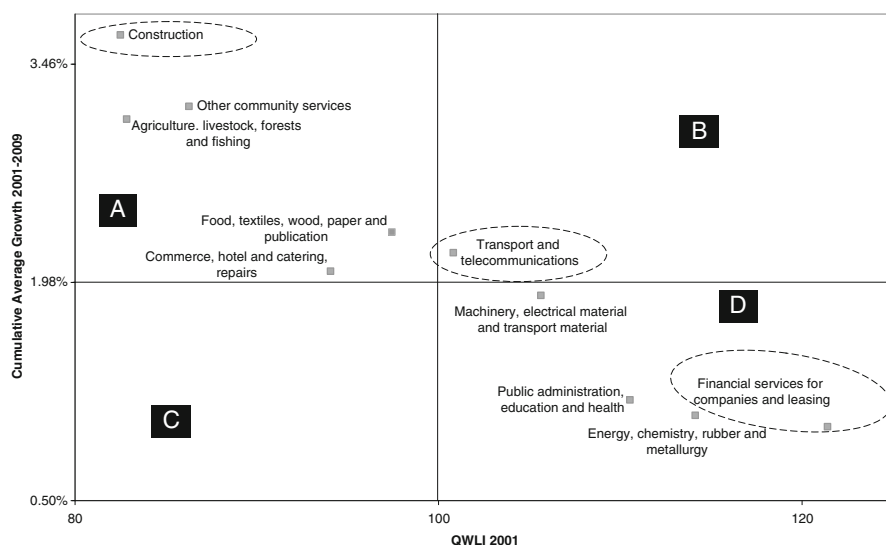 Construction
3.46%
Other community services
Agriculture. livestock, forests
and fishing
B
A
Food, textiles, wood, paper and
publication
Transport and
telecommunications
Commerce, hotel and catering,
repairs
1.98%
Machinery, electrical material
and transport material
D
Financial services for
companies and leasing
Public administration,
education and health
C
Energy, chemistry, rubber and
metallurgy
0.50%
80
100
120
QWLI 2001
Cumulative Average Growth 2001-2009